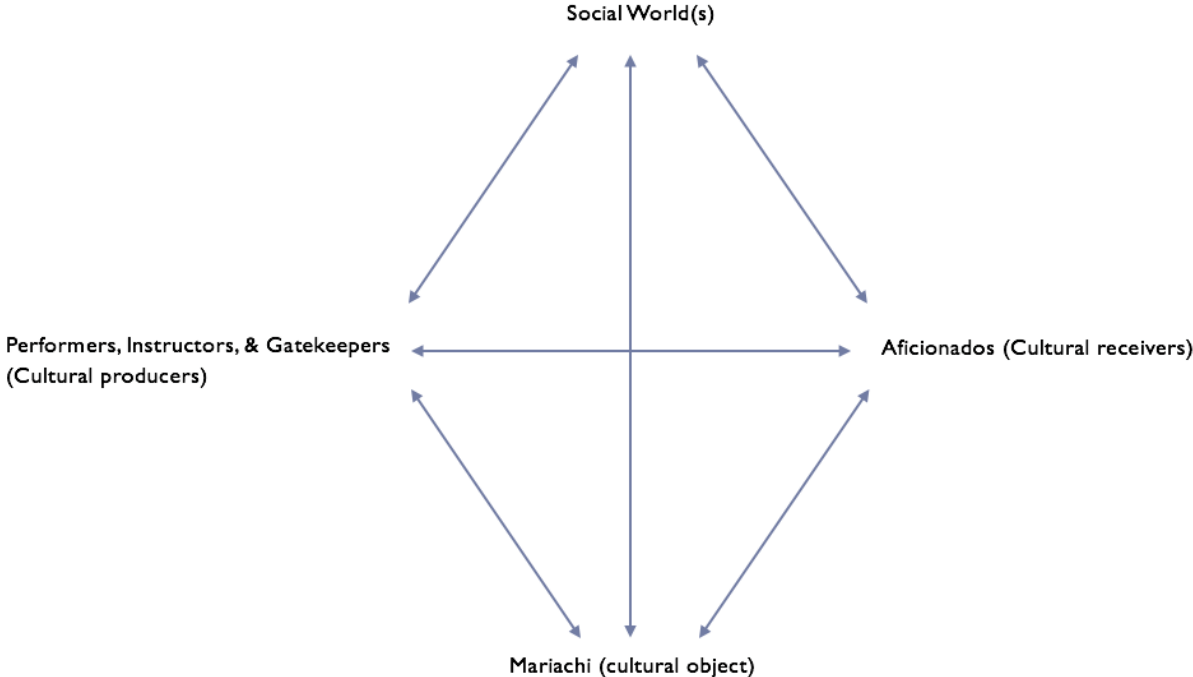 Social World(s)
Performers, Instructors, & Gatekeepers
(Cultural producers)
Aficionados (Cultural receivers)
Mariachi (cultural object)